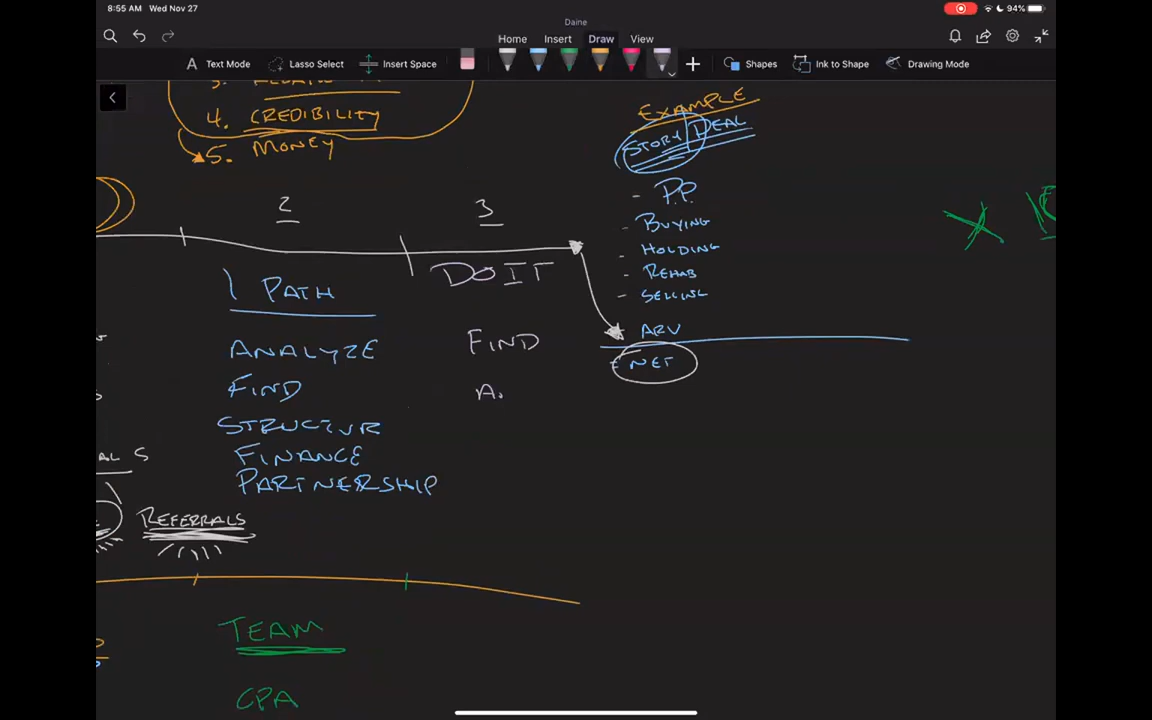 8:55 AM Wed Nov 27
94%
Daine
Home Insert Draw View
Text Mode Lasso Select Insert Space Shapes Ink to Shape Drawing Mode
3.
4. CREDIBILITY
5. MONEY
EXAMPLE
STORY DEAL
- P.P.
- BUYING
- HOLDING
- REHAB
- SELLING
ARV
NET
2
3
1 PATH
DO IT
ANALYZE
FIND
FIND
A.
STRUCTUR
FINANCE
PARTNERSHIP
S
REFERRALS
TEAM
CPA